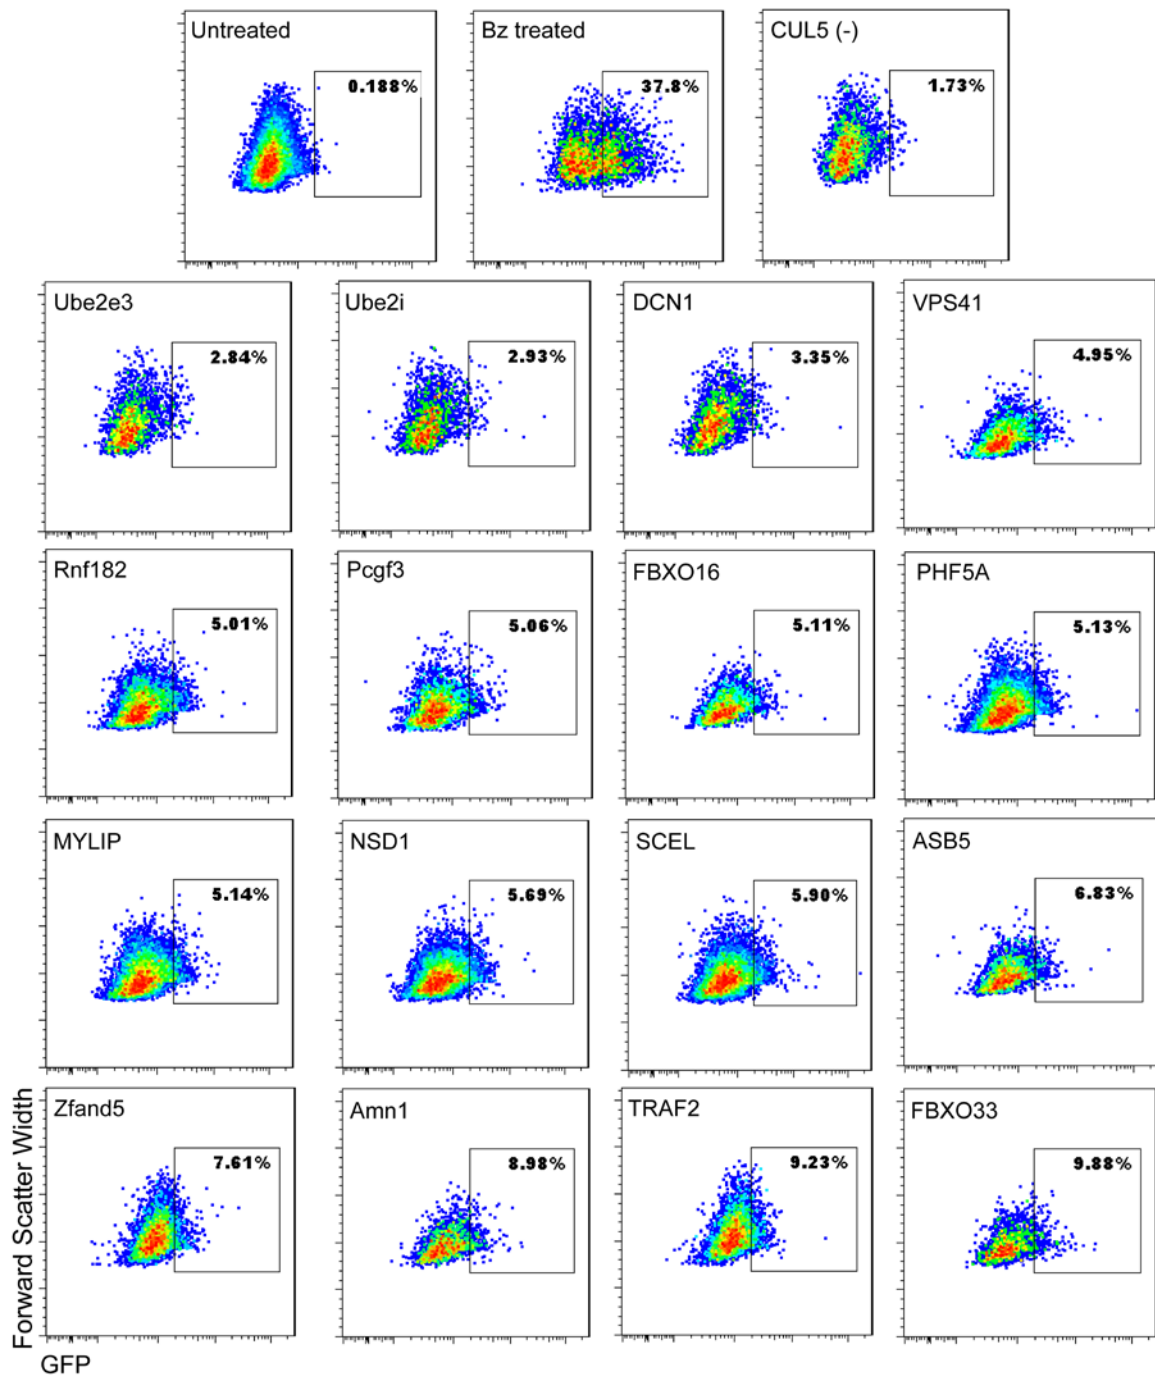 Untreated
0.188%
Bz treated
37.8%
CUL5 (-)
1.73%
Ube2e3
2.84%
Ube2i
2.93%
DCN1
3.35%
VPS41
4.95%
Rnf182
5.01%
Pcgf3
5.06%
FBXO16
5.11%
PHF5A
5.13%
MYLIP
5.14%
NSD1
5.69%
SCEL
5.90%
ASB5
6.83%
Zfand5
7.61%
Amn1
8.98%
TRAF2
9.23%
FBXO33
9.88%
Forward Scatter Width
GFP